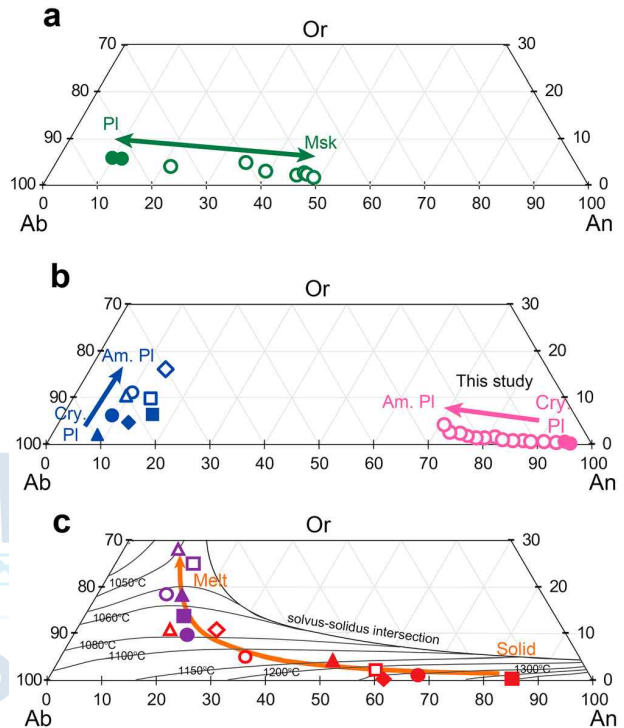 a
Or
70 30
80 20
90 10
Pl
Msk
100 0
0 10 20 30 40 50 60 70 80 90 100
Ab An
b
Or
70 30
80 20
Am. Pl
This study
90 10
Am. Pl
Cry.
Cry.
Pl
Pl
100 0
0 10 20 30 40 50 60 70 80 90 100
Ab An
c
Or
70 30
1050°C
Melt
80 20
1060°C
solvus-solidus intersection
90 10
1080°C
1100°C
Solid
1150°C
1200°C
1300°C
100 0
0 10 20 30 40 50 60 70 80 90 100
Ab An